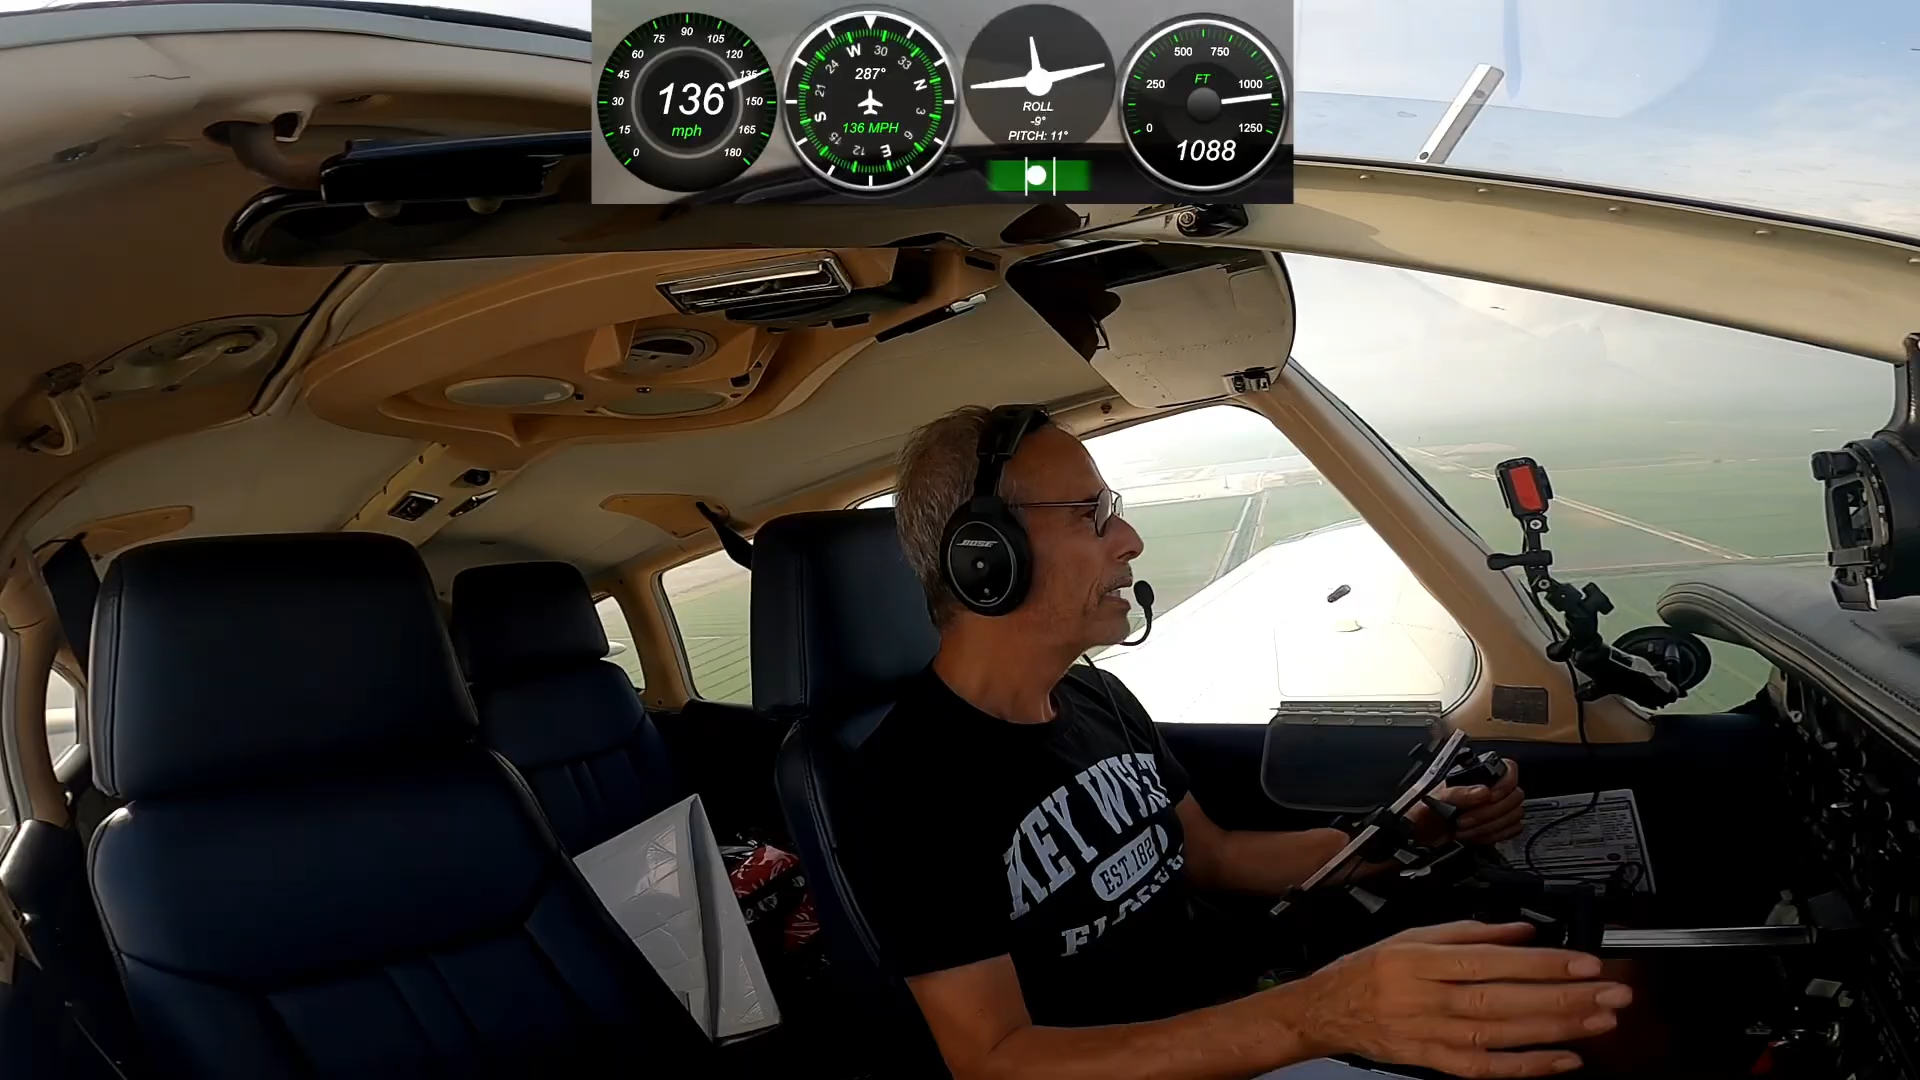 0 15 30 45 60 75 90 105 120 135 150 165 180
136
mph
W 30 33 N 3 6 E 12 15 S 21 24
287°
136 MPH
ROLL
-9°
PITCH: 11°
0 250 500 750 1000 1250
FT
1088
BOSE
KEY WEST
EST. 182
FLOR